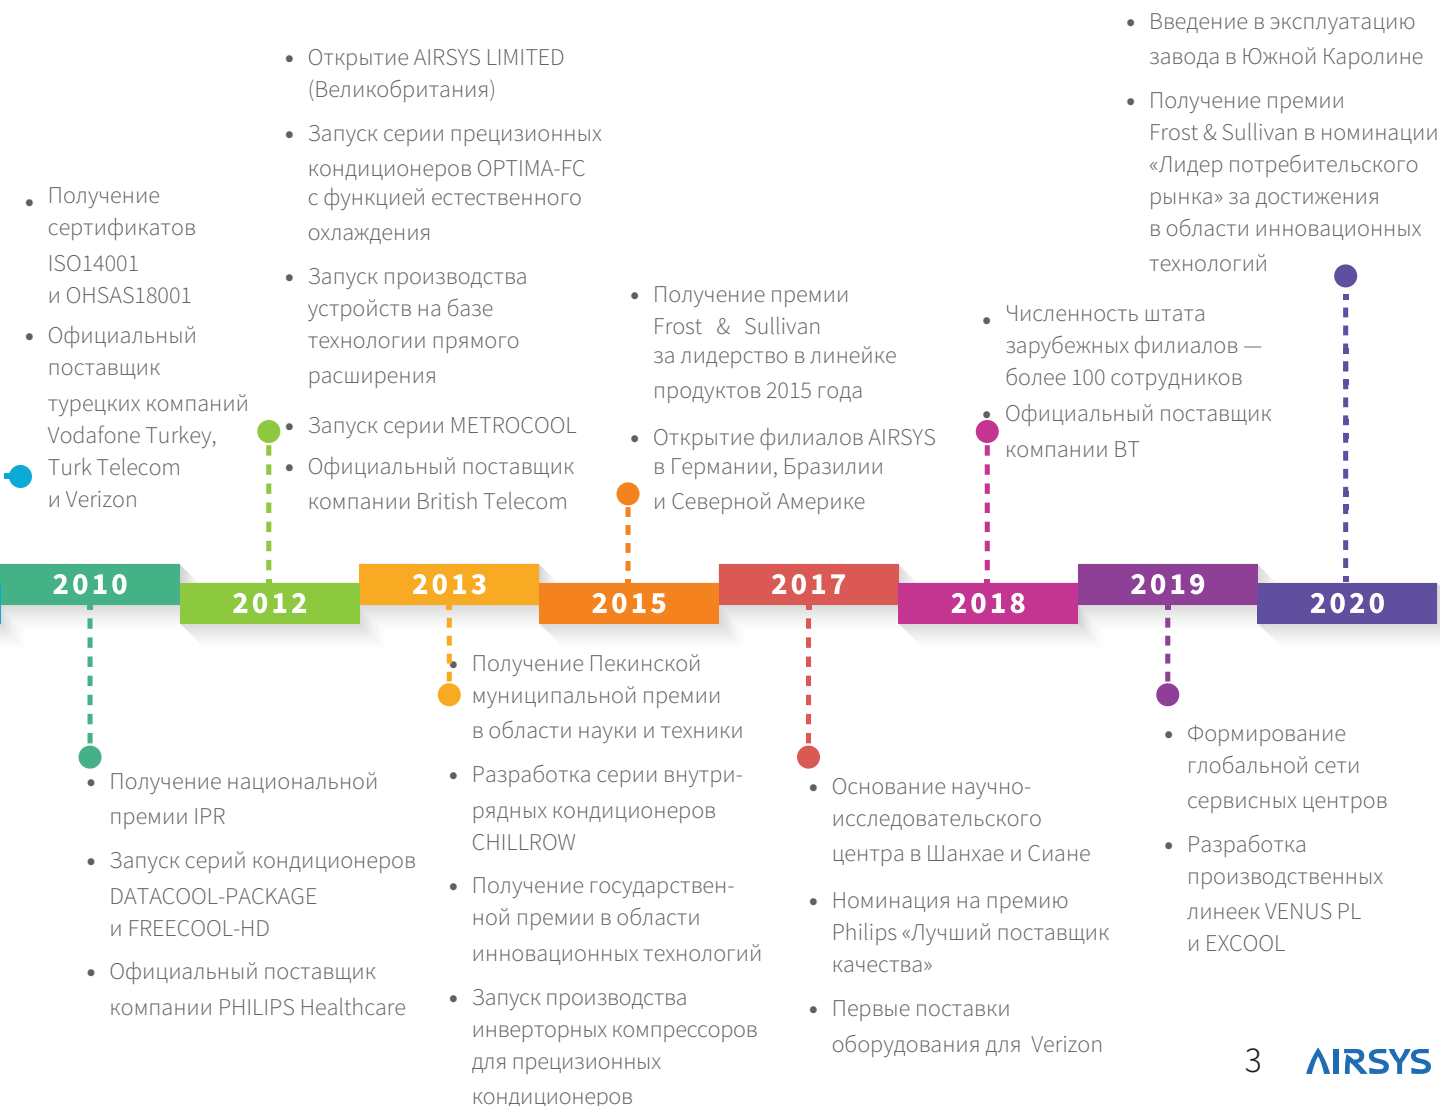 • Получение
сертификатов
ISO14001
и OHSAS18001
• Официальный
поставщик
турецких компаний
Vodafone Turkey,
Turk Telecom
и Verizon
• Открытие AIRSYS LIMITED
(Великобритания)
• Запуск серии прецизионных
кондиционеров OPTIMA-FC
с функцией естественного
охлаждения
• Запуск производства
устройств на базе
технологии прямого
расширения
• Запуск серии METROCOOL
• Официальный поставщик
компании British Telecom
• Получение премии
Frost & Sullivan
за лидерство в линейке
продуктов 2015 года
• Открытие филиалов AIRSYS
в Германии, Бразилии
и Северной Америке
• Численность штата
зарубежных филиалов —
более 100 сотрудников
• Официальный поставщик
компании BT
• Введение в эксплуатацию
завода в Южной Каролине
• Получение премии
Frost & Sullivan в номинации
«Лидер потребительского
рынка» за достижения
в области инновационных
технологий
2010
2012
2013
2015
2017
2018
2019
2020
• Получение национальной
премии IPR
• Запуск серий кондиционеров
DATACOOL-PACKAGE
и FREECOOL-HD
• Официальный поставщик
компании PHILIPS Healthcare
• Получение Пекинской
муниципальной премии
в области науки и техники
• Разработка серии внутри-
рядных кондиционеров
CHILLROW
• Получение государствен-
ной премии в области
инновационных технологий
• Запуск производства
инверторных компрессоров
для прецизионных
кондиционеров
• Основание научно-
исследовательского
центра в Шанхае и Сиане
• Номинация на премию
Philips «Лучший поставщик
качества»
• Первые поставки
оборудования для Verizon
• Формирование
глобальной сети
сервисных центров
• Разработка
производственных
линеек VENUS PL
и EXCOOL
3
AIRSYS